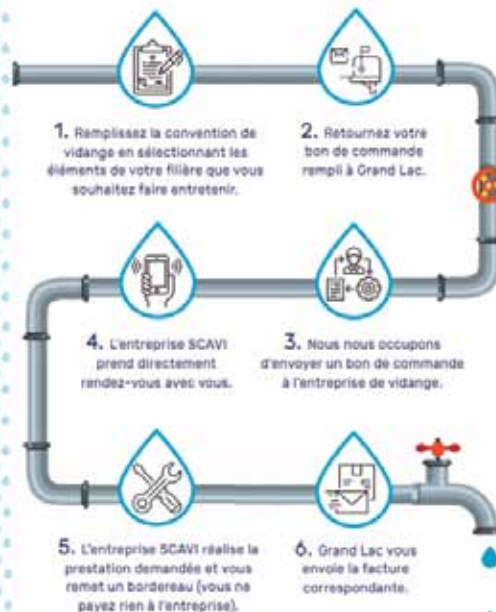 1. Remplissez la convention de
vidange en sélectionnant les
éléments de votre filière que vous
souhaitez faire entretenir.
2. Retournez votre
bon de commande
rempli à Grand Lac.
3. Nous nous occupons
d'envoyer un bon de commande
à l'entreprise de vidange.
4. L'entreprise SCAVI
prend directement
rendez-vous avec vous.
5. L'entreprise SCAVI réalise la
prestation demandée et vous
remet un bordereau (vous ne
payez rien à l'entreprise).
6. Grand Lac vous
envoie la facture
correspondante.